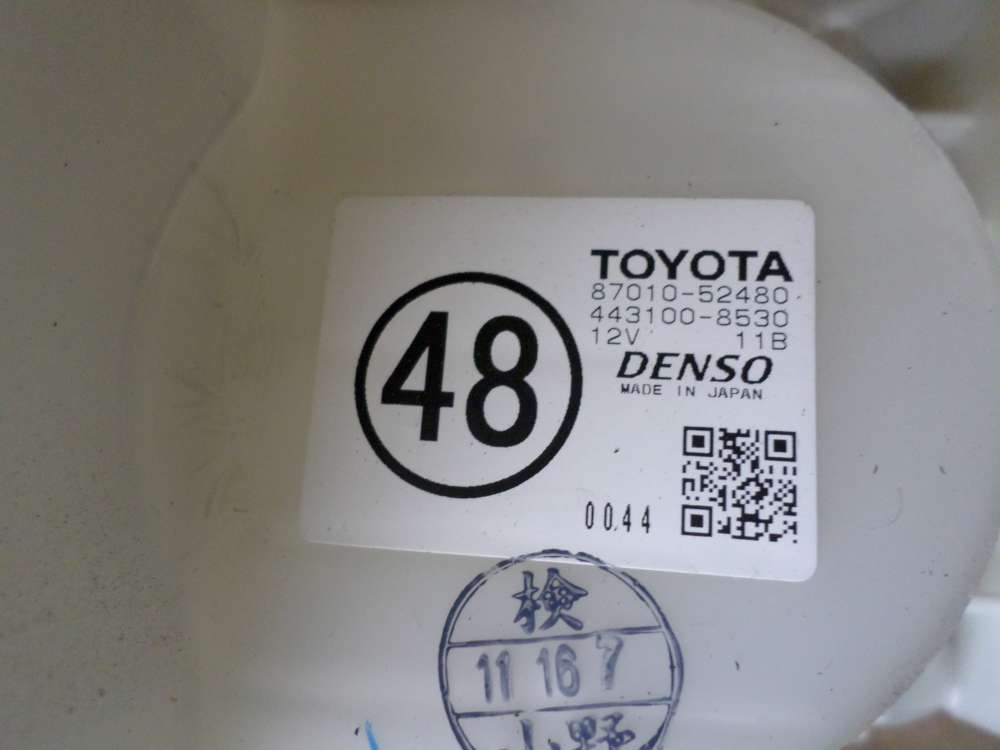 48
TOYOTA
87010-52480
443100-8530
12V 11B
DENSO
MADE IN JAPAN
0044
検
11 16 7
小野